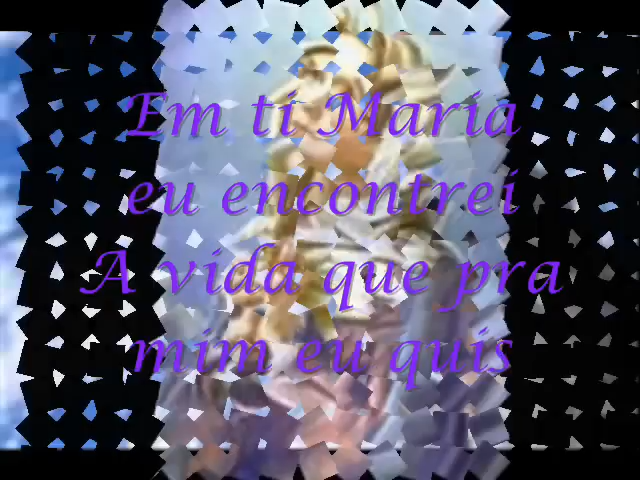 Em ti Maria
eu encontrei
A vida que pra
mim eu quis